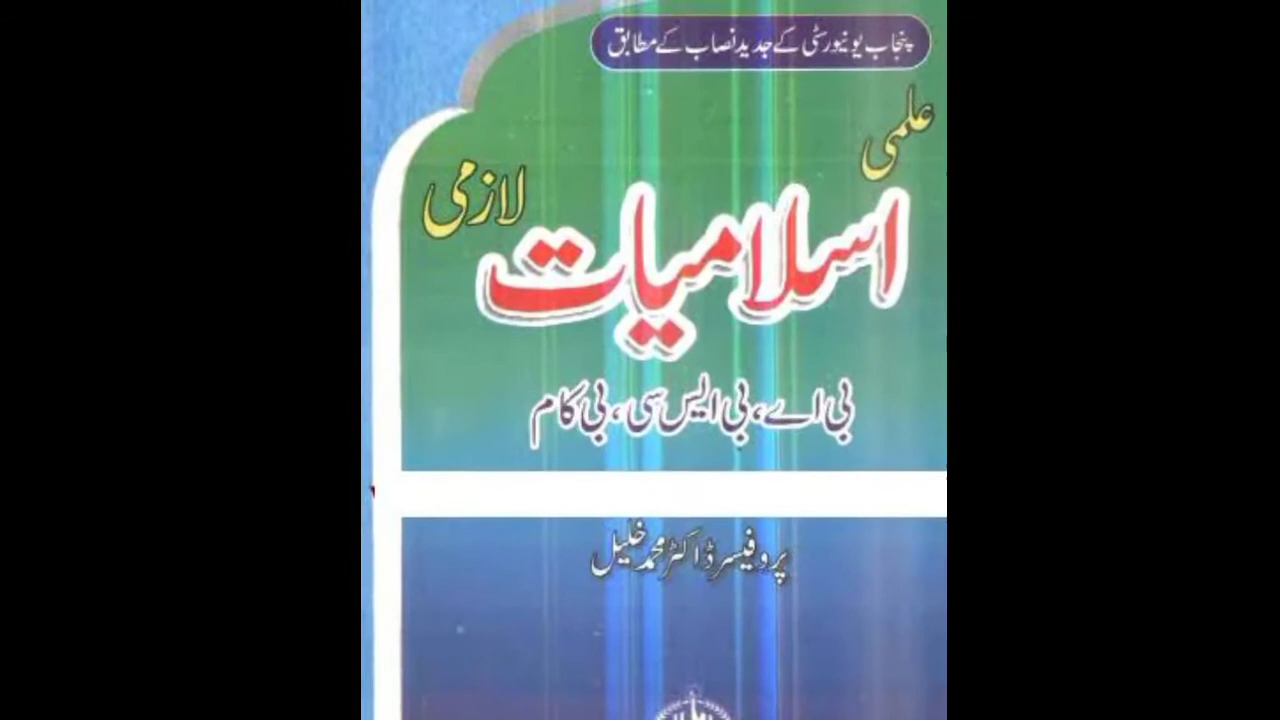 پنجاب یونیورسٹی کے جدید نصاب کے مطابق
علمی
اسلامیات
لازمی
بی اے، بی ایس سی، بی کام
پروفیسر ڈاکٹر محمد خلیل